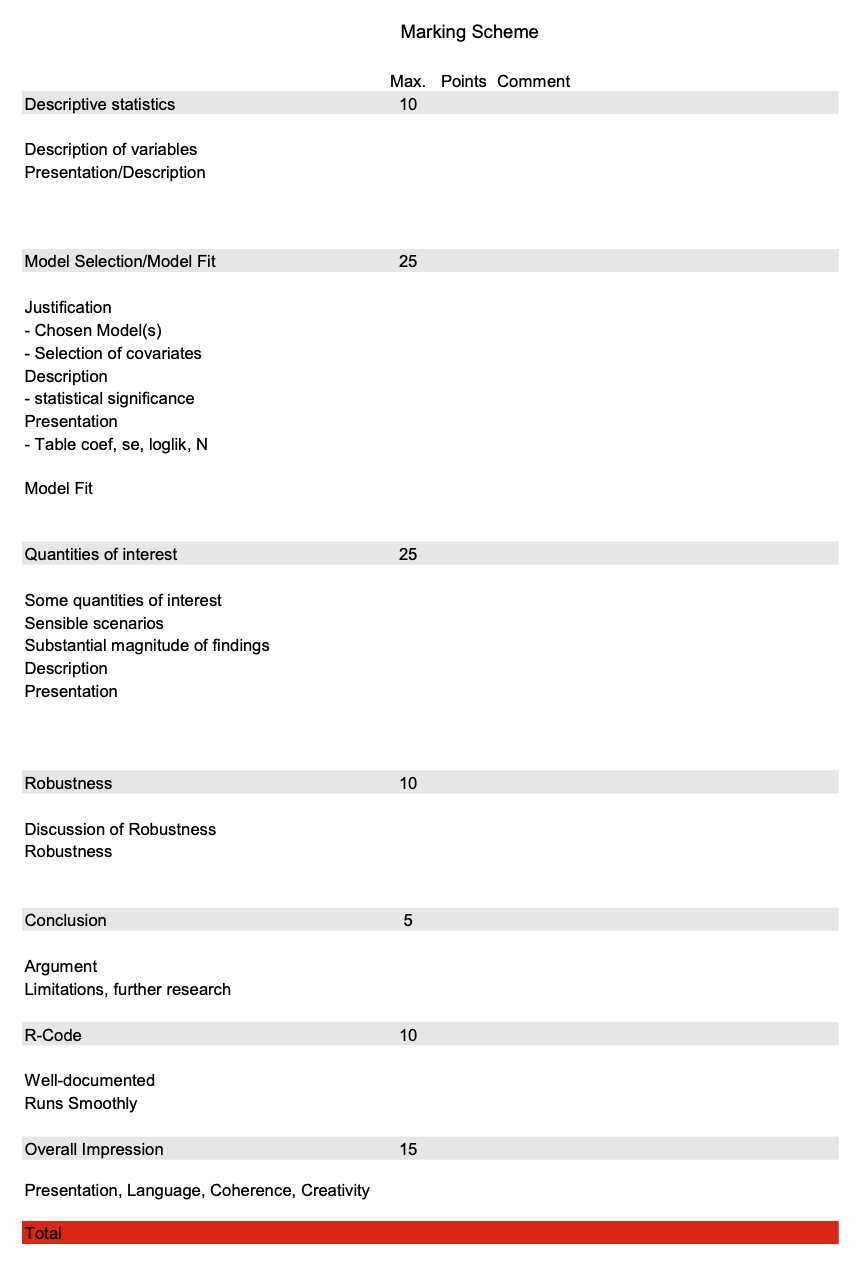 Marking Scheme
Max. Points Comment
Descriptive statistics 10
Description of variables
Presentation/Description
Model Selection/Model Fit 25
Justification
- Chosen Model(s)
- Selection of covariates
Description
- statistical significance
Presentation
- Table coef, se, loglik, N
Model Fit
Quantities of interest 25
Some quantities of interest
Sensible scenarios
Substantial magnitude of findings
Description
Presentation
Robustness 10
Discussion of Robustness
Robustness
Conclusion 5
Argument
Limitations, further research
R-Code 10
Well-documented
Runs Smoothly
Overall Impression 15
Presentation, Language, Coherence, Creativity
Total